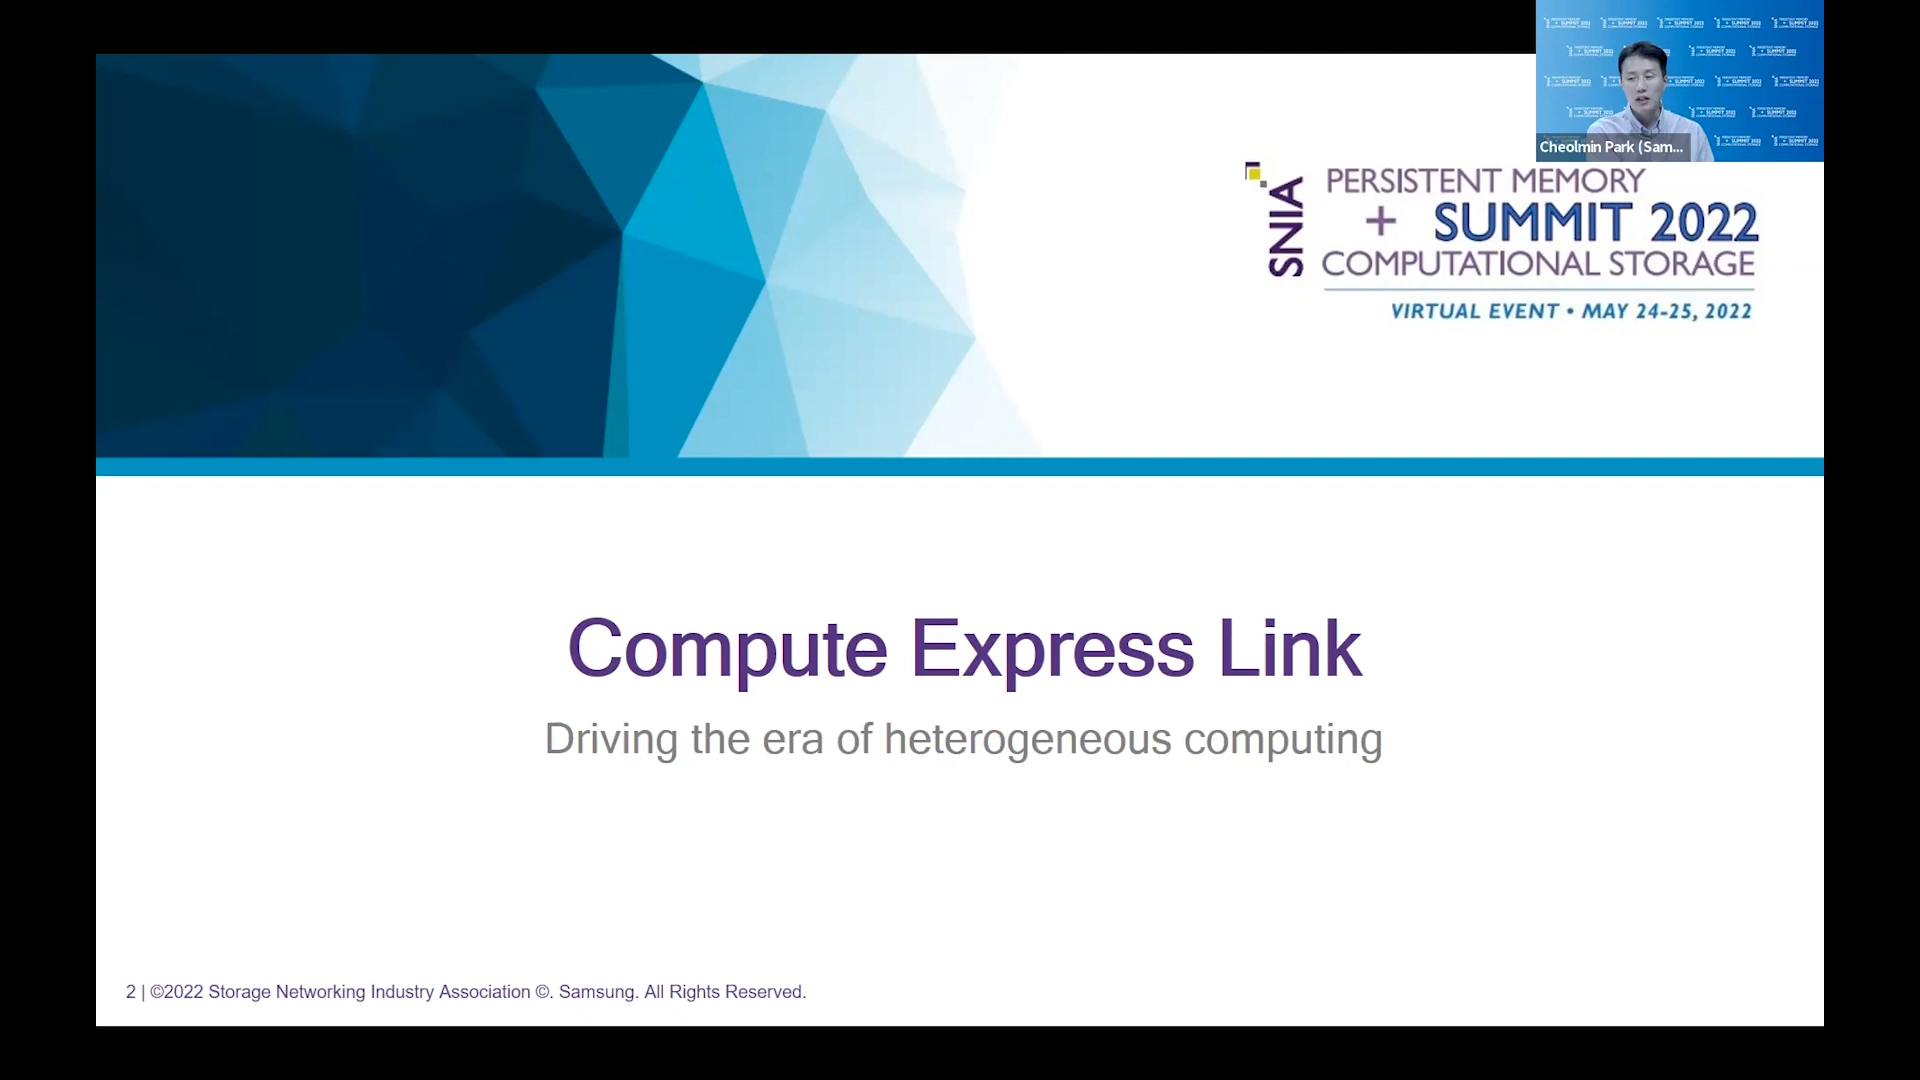 Cheolmin Park (Sam...
SNIA
PERSISTENT MEMORY
+ SUMMIT 2022
COMPUTATIONAL STORAGE
VIRTUAL EVENT • MAY 24-25, 2022
Compute Express Link
Driving the era of heterogeneous computing
2 | ©2022 Storage Networking Industry Association ©. Samsung. All Rights Reserved.